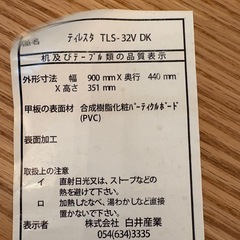 品名 ティレスタ TLS-32V DK
机及びテーブル類の品質表示
外形寸法 幅 900 mm X 奥行 440 mm
X 高さ 351 mm
甲板の表面材 合成樹脂化粧パーティクルボード
(PVC)
表面加工
取扱上の注意
イ 直射日光又は、ストーブなどの
熱を避けて下さい。
ロ 加熱したなべ、湯わかしなどを直接
置かないで下さい。
株式会社 白井産業
表示者 054(634)3335